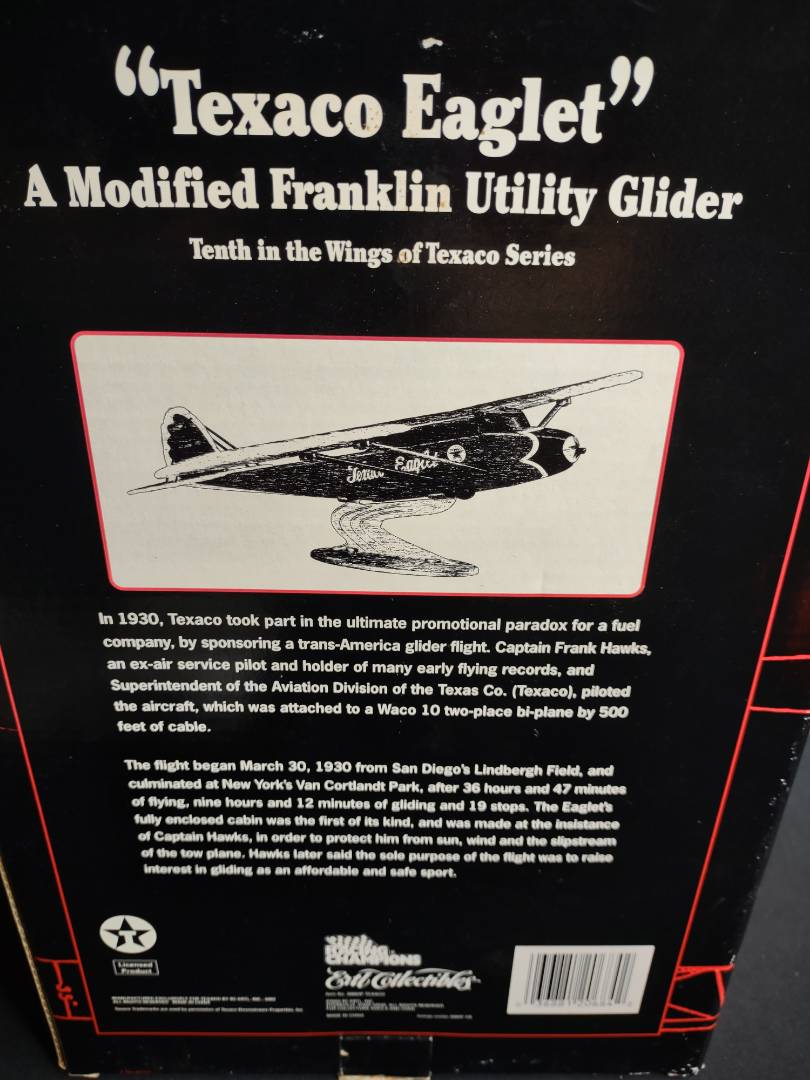 “Texaco Eaglet”
A Modified Franklin Utility Glider
Tenth in the Wings of Texaco Series
Texaco Eaglet
In 1930, Texaco took part in the ultimate promotional paradox for a fuel
company, by sponsoring a trans-America glider flight. Captain Frank Hawks,
an ex-air service pilot and holder of many early flying records, and
Superintendent of the Aviation Division of the Texas Co. (Texaco), piloted
the aircraft, which was attached to a Waco 10 two-place bi-plane by 500
feet of cable.
The flight began March 30, 1930 from San Diego's Lindbergh Field, and
culminated at New York's Van Cortlandt Park, after 36 hours and 47 minutes
of flying, nine hours and 12 minutes of gliding and 19 stops. The Eaglet's
fully enclosed cabin was the first of its kind, and was made at the insistance
of Captain Hawks, in order to protect him from sun, wind and the slipstream
of the tow plane. Hawks later said the sole purpose of the flight was to raise
interest in gliding as an affordable and safe sport.
T
Licensed
Product
RACING
CHAMPIONS
Ertl Collectibles
MADE IN CHINA